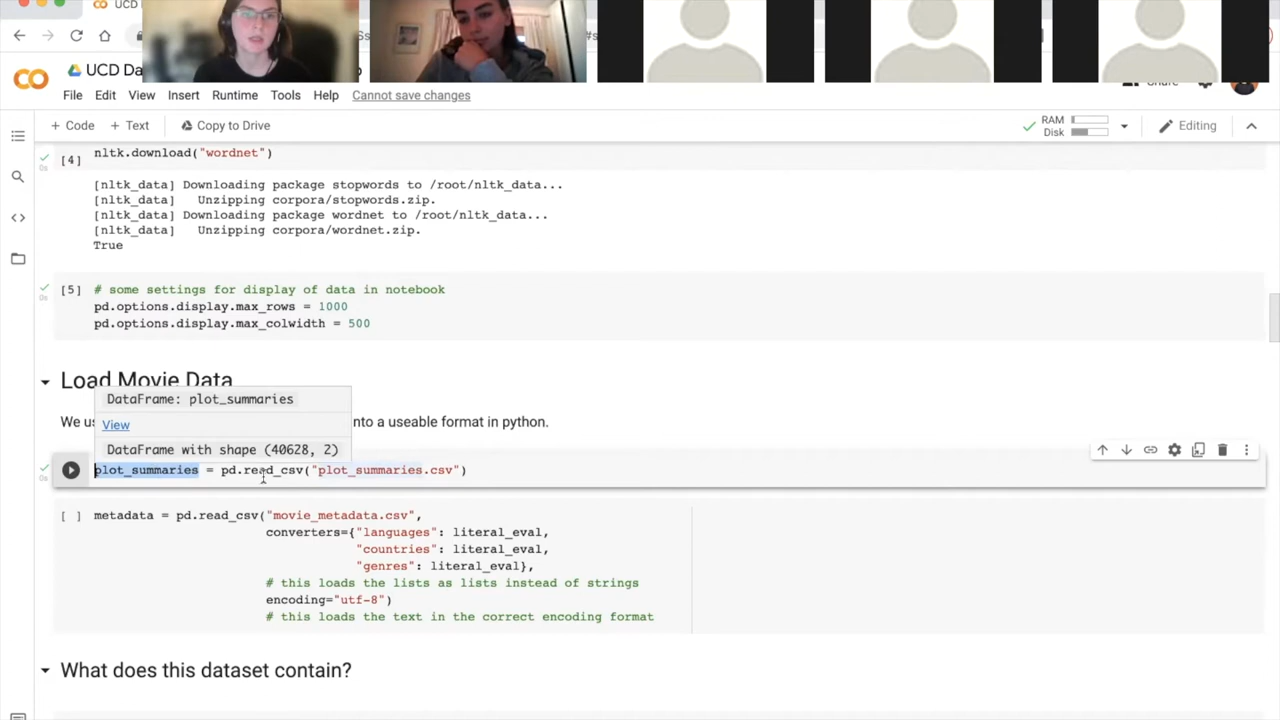 UCD
UCD Da
File Edit View Insert Runtime Tools Help Cannot save changes
+ Code + Text Copy to Drive
RAM
Disk
Editing
[4] nltk.download("wordnet")
0s
[nltk_data] Downloading package stopwords to /root/nltk_data...
[nltk_data] Unzipping corpora/stopwords.zip.
[nltk_data] Downloading package wordnet to /root/nltk_data...
[nltk_data] Unzipping corpora/wordnet.zip.
True
[5] # some settings for display of data in notebook
0s
pd.options.display.max_rows = 1000
pd.options.display.max_colwidth = 500
Load Movie Data
DataFrame: plot_summaries
We us nto a useable format in python.
View
DataFrame with shape (40628, 2)
plot_summaries = pd.read_csv("plot_summaries.csv")
0s
[ ] metadata = pd.read_csv("movie_metadata.csv",
converters={"languages": literal_eval,
"countries": literal_eval,
"genres": literal_eval},
# this loads the lists as lists instead of strings
encoding="utf-8")
# this loads the text in the correct encoding format
What does this dataset contain?